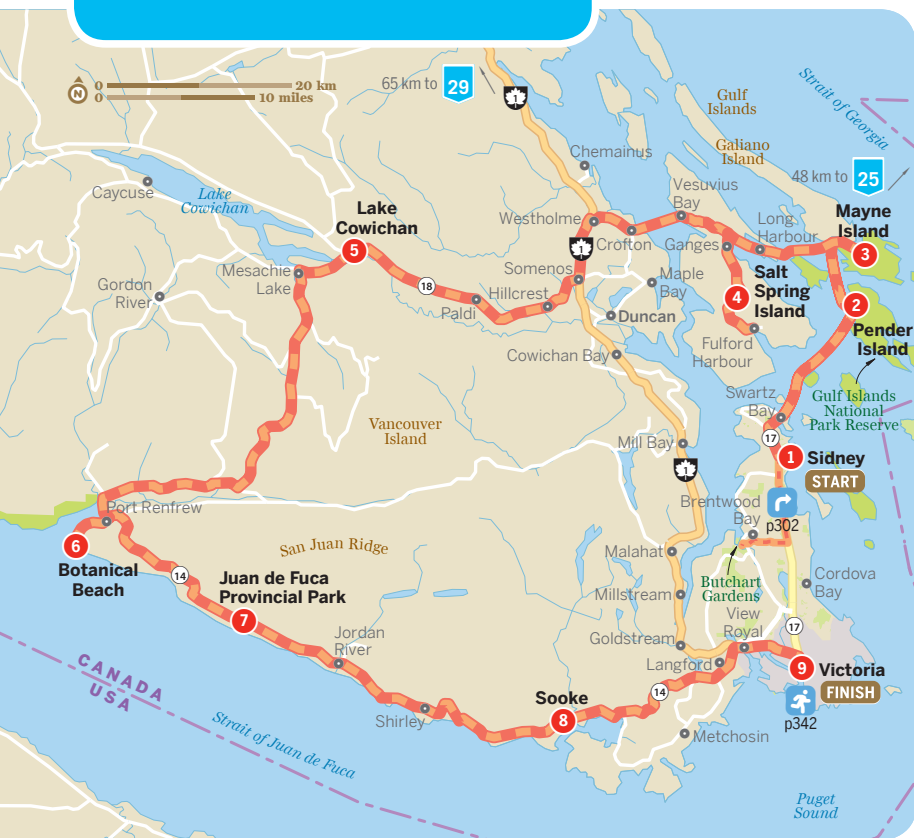 0 20 km
N
0 10 miles
65 km to
29
1
Gulf
Islands
Strait of Georgia
Galiano
Island
48 km to
25
Chemainus
Caycuse
Lake
Cowichan
Lake
Cowichan
5
Vesuvius
Bay
Westholme
1
Crofton
Ganges
Long
Harbour
Mayne
Island
3
Mesachie
Lake
Gordon
River
18
Paldi
Hillcrest
Somenos
Maple
Bay
Duncan
4
Salt
Spring
Island
Fulford
Harbour
2
Pender
Island
Cowichan Bay
Gulf Islands
National
Park Reserve
Swartz
Bay
17
1
Sidney
START
Vancouver
Island
Mill Bay
1
Brentwood
Bay
p302
Port Renfrew
6
Botanical
Beach
San Juan Ridge
14
Juan de Fuca
Provincial Park
7
Malahat
Millstream
Butchart
Gardens
Cordova
Bay
View
Royal
17
Goldstream
Langford
Jordan
River
9
Victoria
FINISH
p342
14
Sooke
8
Shirley
Metchosin
CANADA
USA
Strait of Juan de Fuca
Puget
Sound